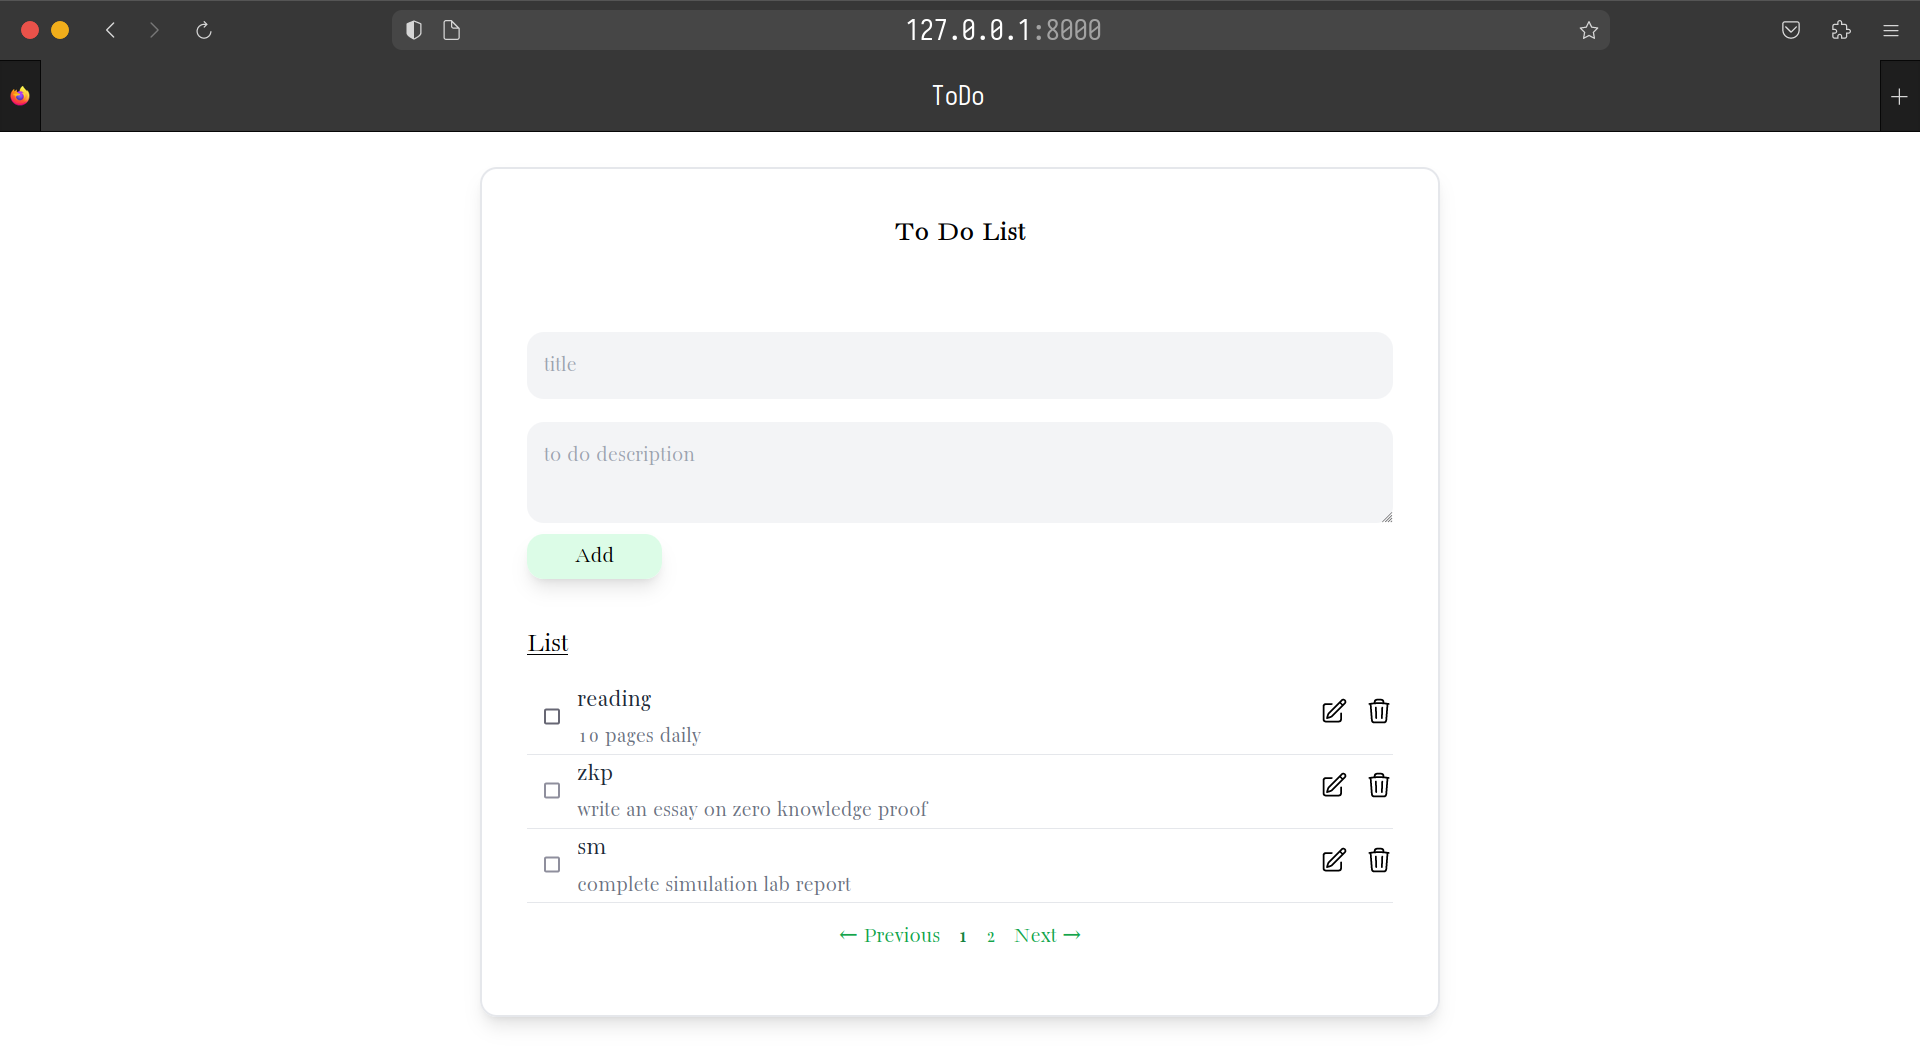 127.0.0.1:8000
ToDo
To Do List
title
to do description
Add
List
reading
10 pages daily
zkp
write an essay on zero knowledge proof
sm
complete simulation lab report
← Previous 1 2 Next →